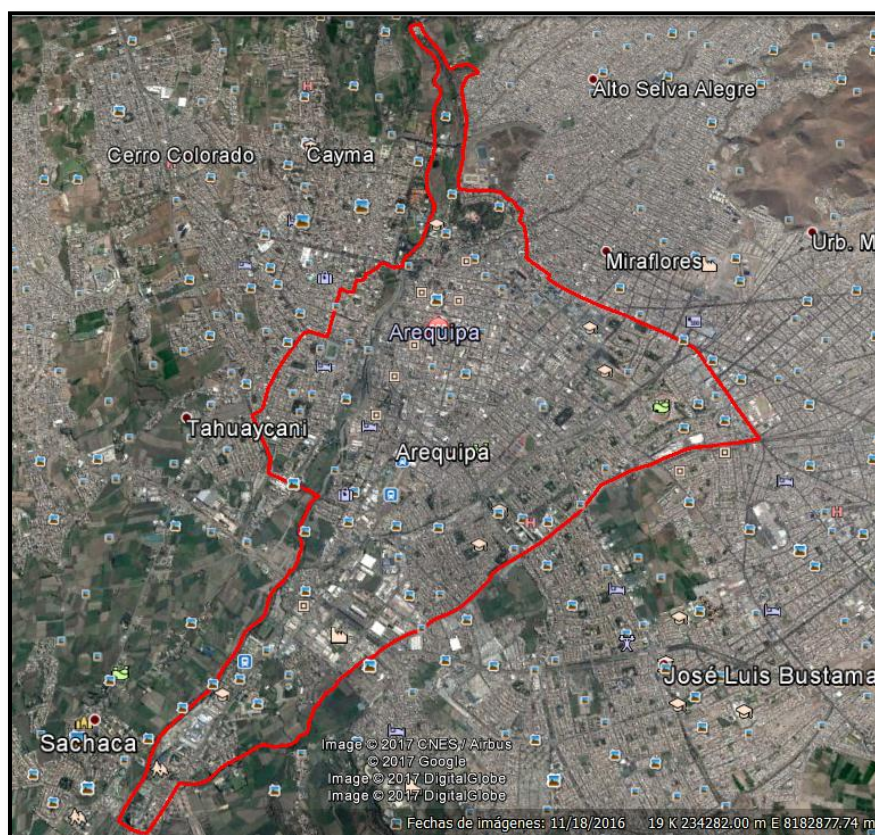 Alto Selva Alegre
Cerro Colorado
Cayma
Urb. M
Miraflores
Arequipa
Tahuaycani
Arequipa
José Luis Bustama
Sachaca
Image © 2017 CNES / Airbus
© 2017 Google
Image © 2017 DigitalGlobe
Image © 2017 DigitalGlobe
Fechas de imágenes: 11/18/2016 19 K 234282.00 m E 8182877.74 m